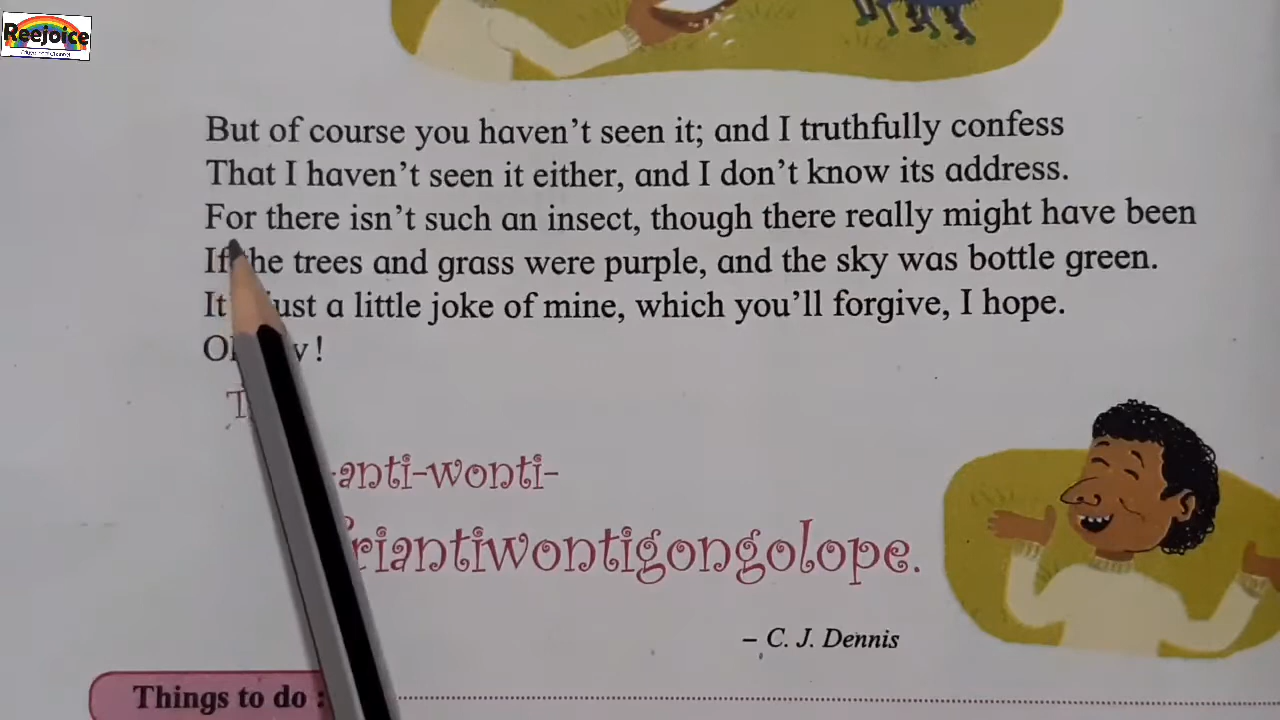 Reejoice
But of course you haven't seen it; and I truthfully confess
That I haven't seen it either, and I don't know its address.
For there isn't such an insect, though there really might have been
If the trees and grass were purple, and the sky was bottle green.
It just a little joke of mine, which you'll forgive, I hope.
-anti-wonti-
riantiwontigongolope.
– C. J. Dennis
Things to do :